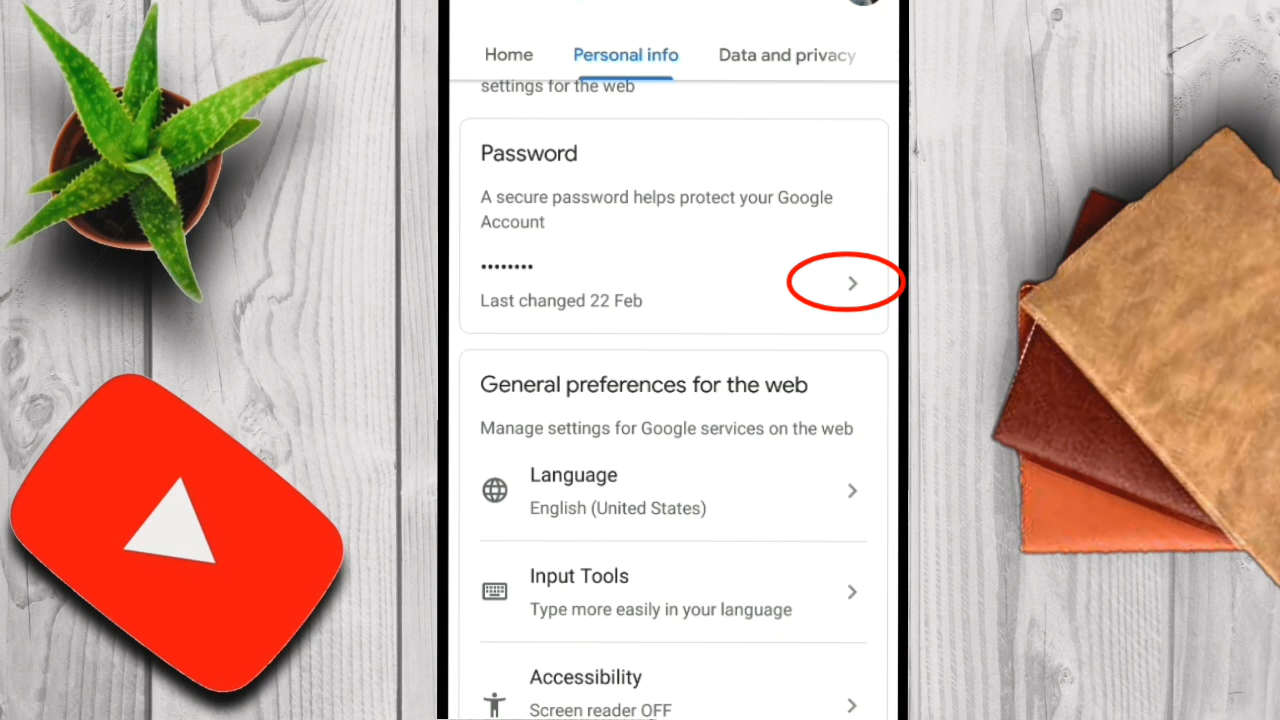 Home Personal info Data and privacy
settings for the web
Password
A secure password helps protect your Google
Account
••••••••
Last changed 22 Feb
General preferences for the web
Manage settings for Google services on the web
Language
English (United States)
Input Tools
Type more easily in your language
Accessibility
Screen reader OFF